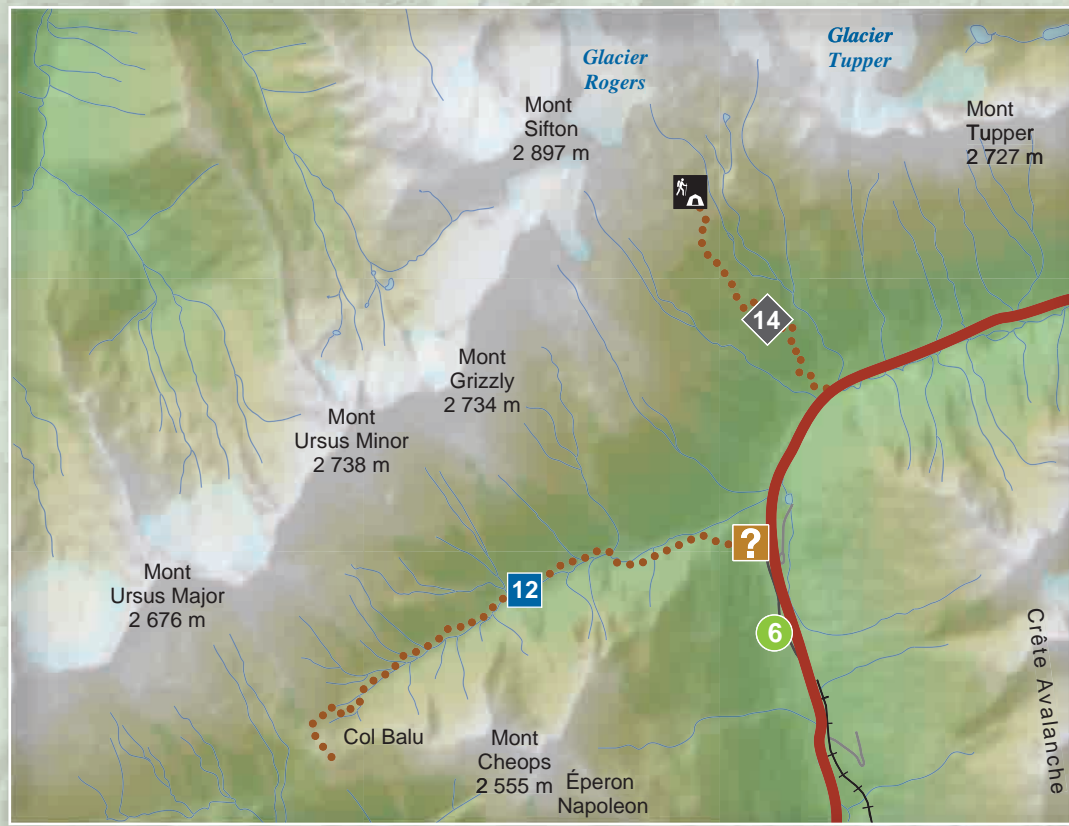 Glacier
Rogers
Glacier
Tupper
Mont
Sifton
2 897 m
Mont
Tupper
2 727 m
14
Mont
Grizzly
2 734 m
Mont
Ursus Minor
2 738 m
?
Mont
Ursus Major
2 676 m
12
6
Crête Avalanche
Col Balu
Mont
Cheops
2 555 m
Éperon
Napoleon